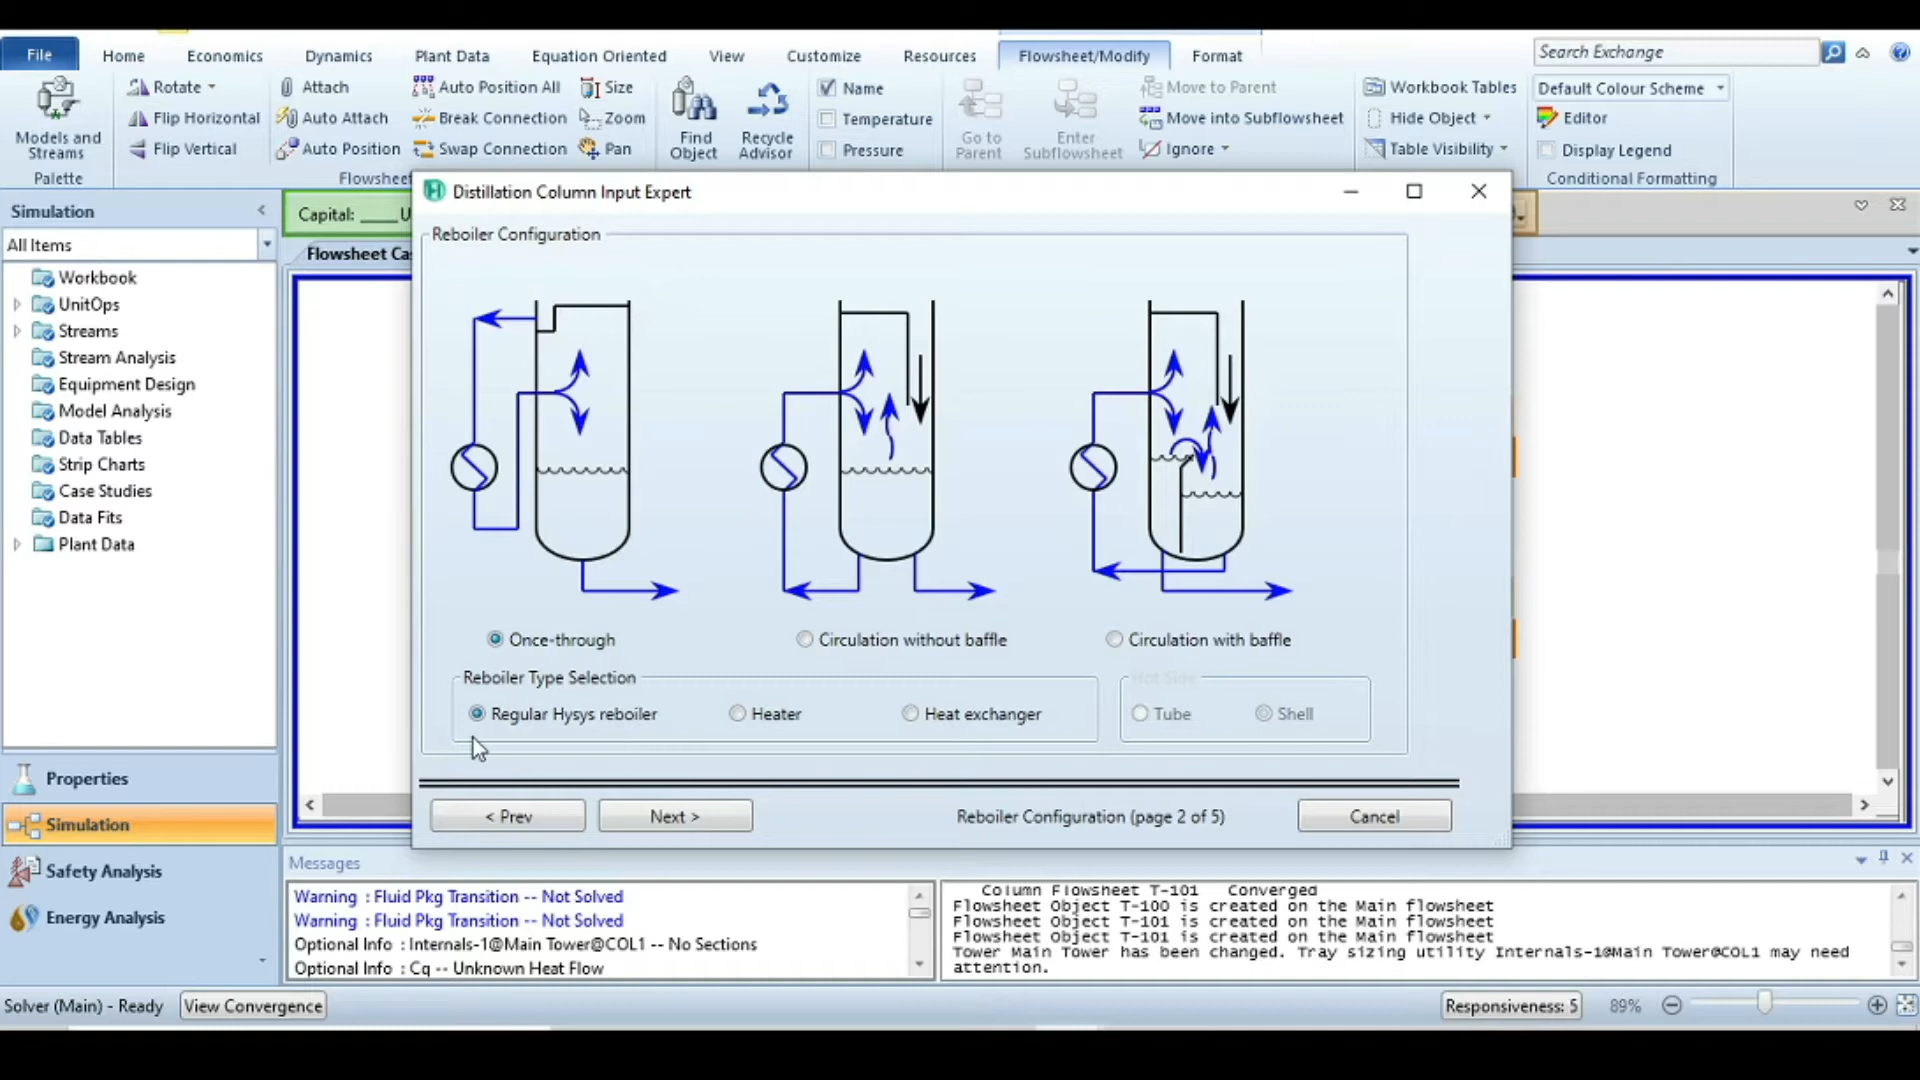 File
Home
Economics
Dynamics
Plant Data
Equation Oriented
View
Customize
Resources
Flowsheet/Modify
Format
Search Exchange
Models and Streams
Palette
Rotate
Flip Horizontal
Flip Vertical
Attach
Auto Attach
Auto Position
Auto Position All
Break Connection
Swap Connection
Size
Zoom
Pan
Find Object
Recycle Advisor
Name
Temperature
Pressure
Go to Parent
Enter Subflowsheet
Move to Parent
Move into Subflowsheet
Ignore
Workbook Tables
Hide Object
Table Visibility
Default Colour Scheme
Editor
Display Legend
Conditional Formatting
Simulation
All Items
Workbook
UnitOps
Streams
Stream Analysis
Equipment Design
Model Analysis
Data Tables
Strip Charts
Case Studies
Data Fits
Plant Data
Properties
Simulation
Safety Analysis
Energy Analysis
Capital: ____ U
Distillation Column Input Expert
Reboiler Configuration
Once-through
Circulation without baffle
Circulation with baffle
Reboiler Type Selection
Regular Hysys reboiler
Heater
Heat exchanger
Tube
Shell
< Prev
Next >
Reboiler Configuration (page 2 of 5)
Cancel
Messages
Warning : Fluid Pkg Transition -- Not Solved
Warning : Fluid Pkg Transition -- Not Solved
Optional Info : Internals-1@Main Tower@COL1 -- No Sections
Optional Info : Cq -- Unknown Heat Flow
Column Flowsheet T-101 Converged
Flowsheet Object T-100 is created on the Main flowsheet
Flowsheet Object T-101 is created on the Main flowsheet
Flowsheet Object T-101 is created on the Main flowsheet
Tower Main Tower has been changed. Tray sizing utility Internals-1@Main Tower@COL1 may need
attention.
Solver (Main) - Ready
View Convergence
Responsiveness: 5
89%